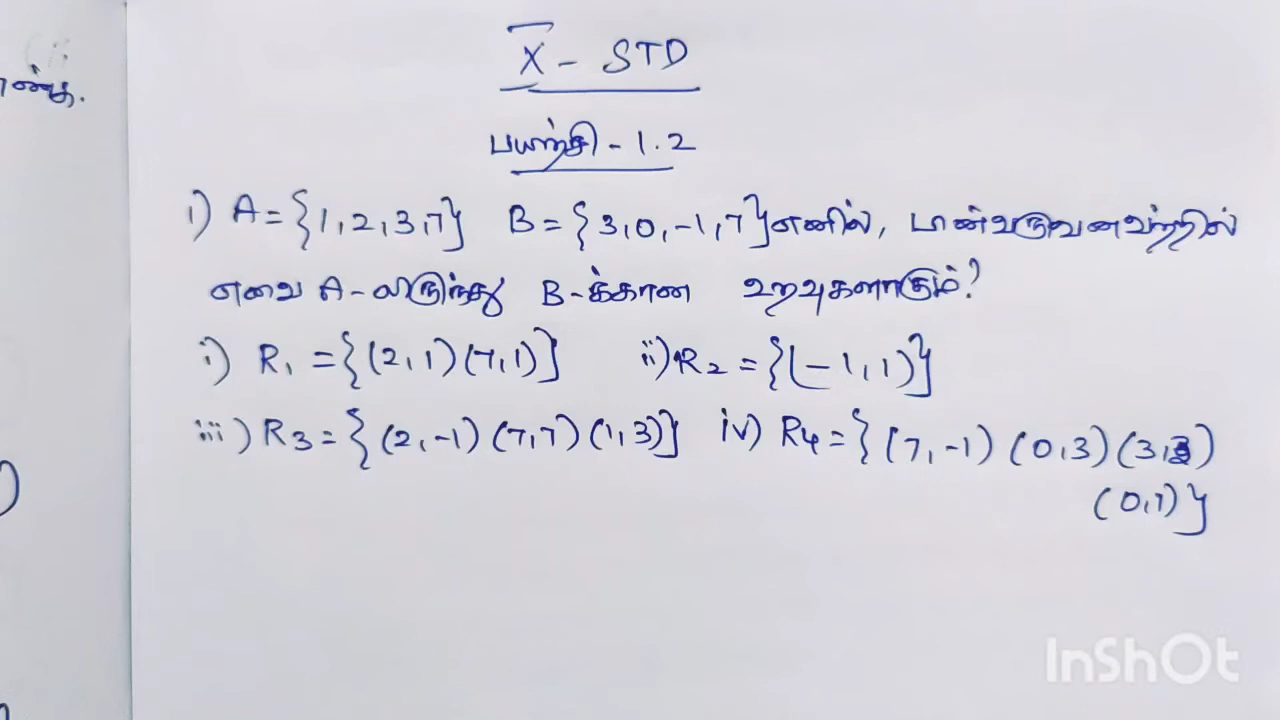 X - STD
பயிற்சி - 1.2
i) A = {1, 2, 3, 7} B = {3, 0, -1, 7} எனில், பின்வருவனவற்றில்
எவை A-லிருந்து B-க்கான உறவுகளாகும்?
i) R₁ = {(2, 1) (7, 1)} ii) R₂ = {(-1, 1)}
iii) R₃ = {(2, -1) (7, 7) (1, 3)} iv) R₄ = {(7, -1) (0, 3) (3, 3)
(0, 7)}
InShOt